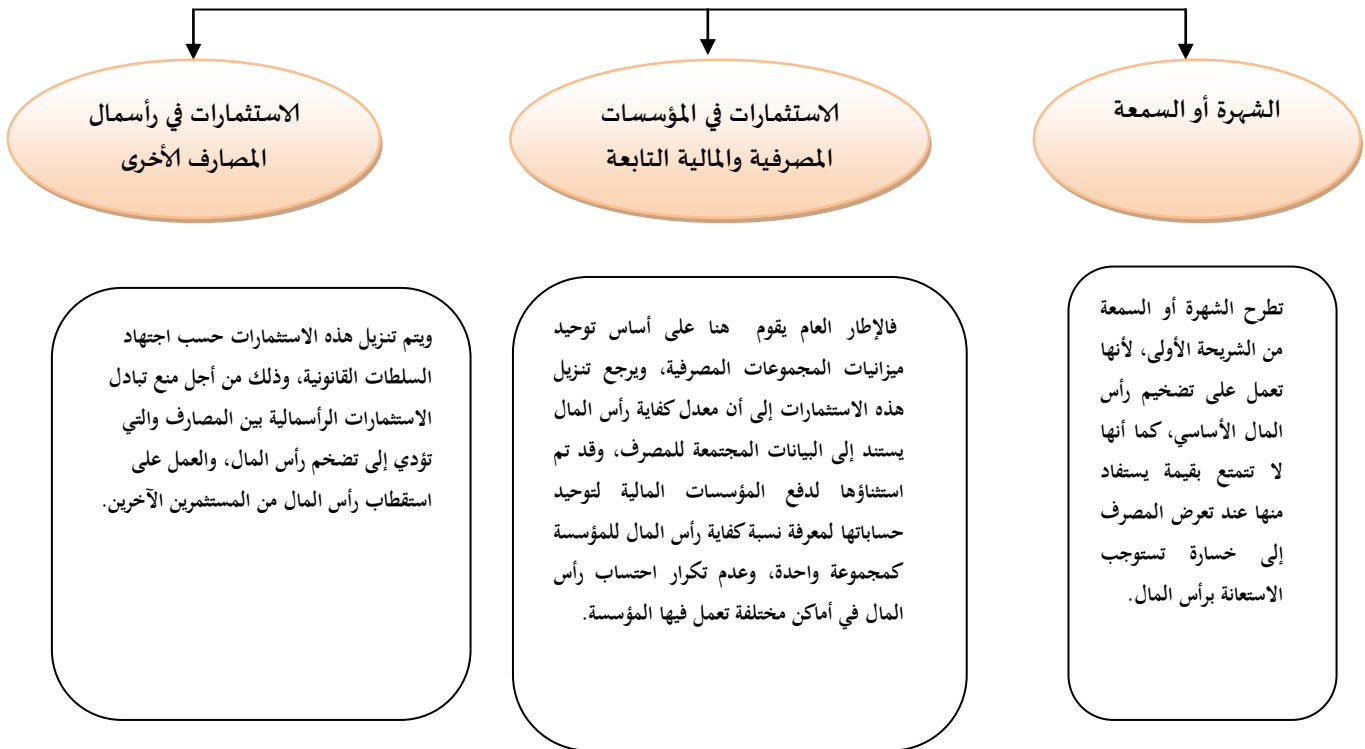 الشهرة أو السمعة
الاستثمارات في المؤسسات
المصرفية والمالية التابعة
الاستثمارات في رأسمال
المصارف الأخرى
تطرح الشهرة أو السمعة
من الشريحة الأولى، لأنها
تعمل على تضخيم رأس
المال الأساسي، كما أنها
لا تتمتع بقيمة يستفاد
منها عند تعرض المصرف
إلى خسارة تستوجب
الاستعانة برأس المال.
فالإطار العام يقوم هنا على أساس توحيد
ميزانيات المجموعات المصرفية، ويرجع تنزيل
هذه الاستثمارات إلى أن معدل كفاية رأس المال
يستند إلى البيانات المجتمعة للمصرف، وقد تم
استثناؤها لدفع المؤسسات المالية لتوحيد
حساباتها لمعرفة نسبة كفاية رأس المال للمؤسسة
كمجموعة واحدة، وعدم تكرار احتساب رأس
المال في أماكن مختلفة تعمل فيها المؤسسة.
ويتم تنزيل هذه الاستثمارات حسب اجتهاد
السلطات القانونية، وذلك من أجل منع تبادل
الاستثمارات الرأسمالية بين المصارف والتي
تؤدي إلى تضخم رأس المال، والعمل على
استقطاب رأس المال من المستثمرين الآخرين.